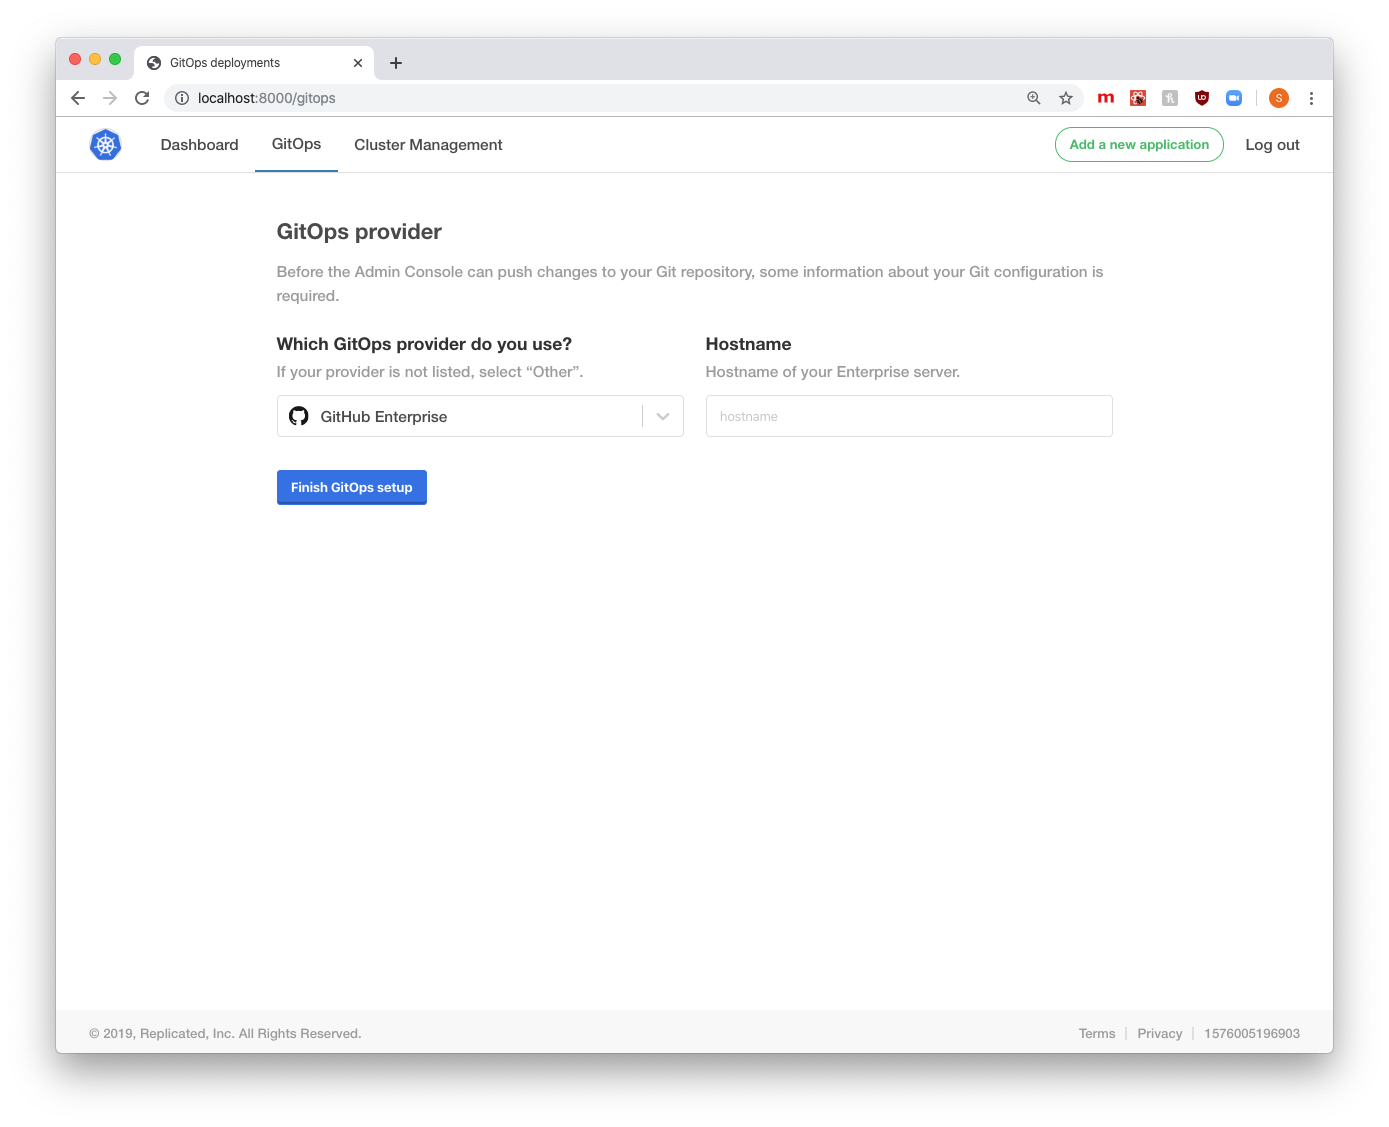 GitOps deployments
localhost:8000/gitops
m
UD
S
Dashboard
GitOps
Cluster Management
Add a new application
Log out
GitOps provider
Before the Admin Console can push changes to your Git repository, some information about your Git configuration is
required.
Which GitOps provider do you use?
If your provider is not listed, select “Other”.
GitHub Enterprise
Hostname
Hostname of your Enterprise server.
hostname
Finish GitOps setup
© 2019, Replicated, Inc. All Rights Reserved.
Terms
Privacy
1576005196903